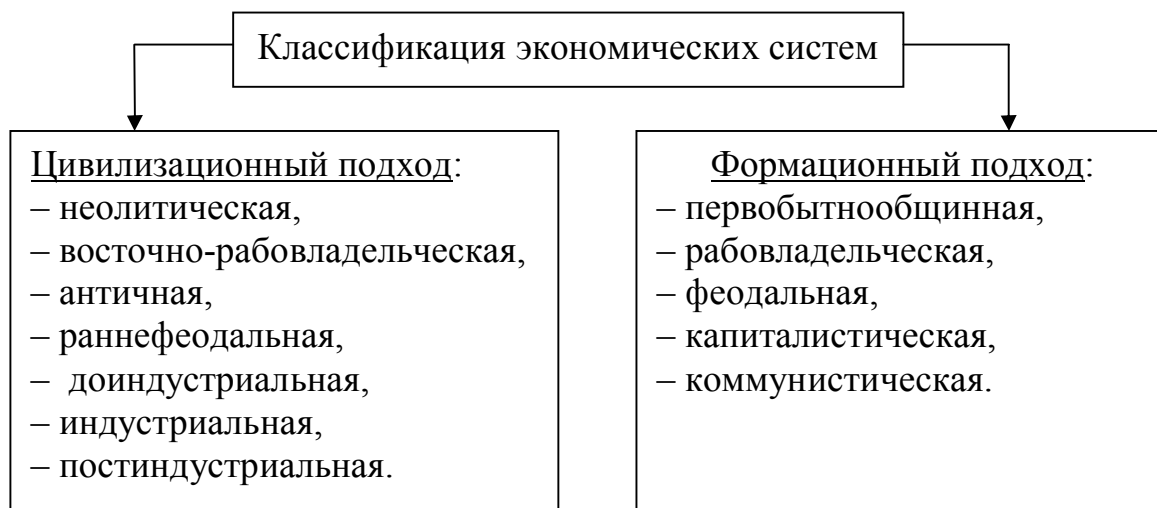 Классификация экономических систем
Цивилизационный подход:
– неолитическая,
– восточно-рабовладельческая,
– античная,
– раннефеодальная,
– доиндустриальная,
– индустриальная,
– постиндустриальная.
Формационный подход:
– первобытнообщинная,
– рабовладельческая,
– феодальная,
– капиталистическая,
– коммунистическая.